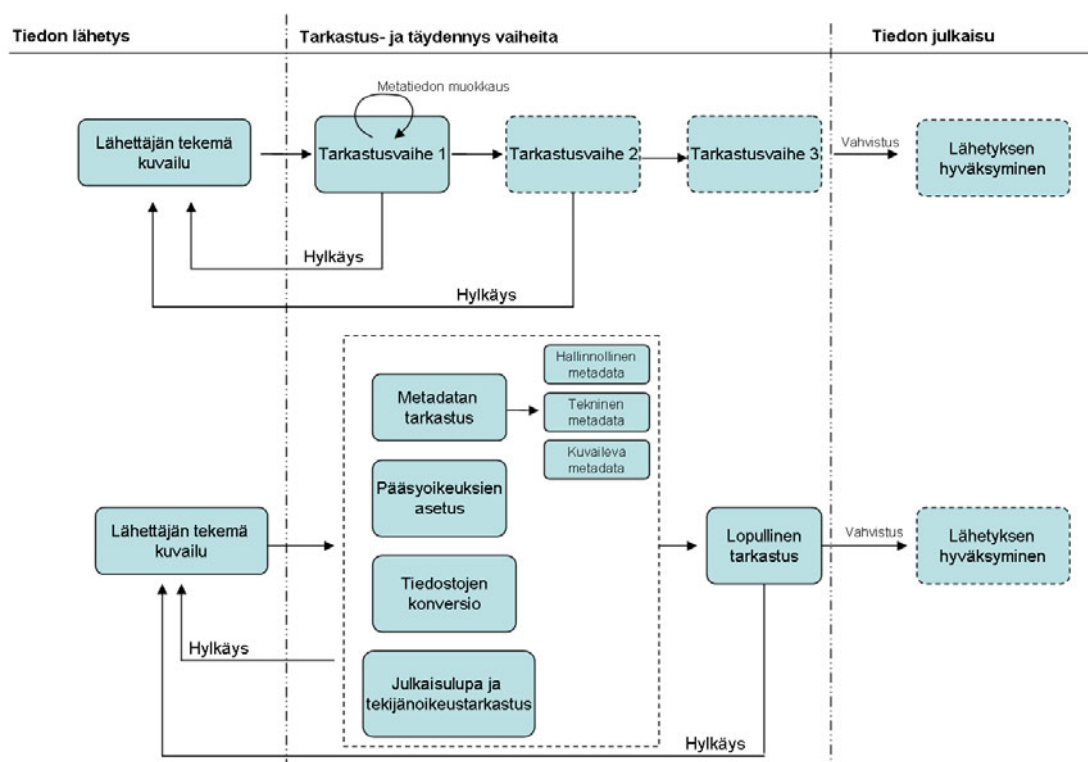 Tiedon lähetys
Tarkastus- ja täydennys vaiheita
Tiedon julkaisu
Metatiedon muokkaus
Lähettäjän tekemä
kuvailu
Tarkastusvaihe 1
Tarkastusvaihe 2
Tarkastusvaihe 3
Vahvistus
Lähetyksen
hyväksyminen
Hylkäys
Hylkäys
Hallinnollinen
metadata
Metadatan
tarkastus
Tekninen
metadata
Kuvaileva
metadata
Pääsyoikeuksien
asetus
Lähettäjän tekemä
kuvailu
Lopullinen
tarkastus
Vahvistus
Lähetyksen
hyväksyminen
Tiedostojen
konversio
Hylkäys
Julkaisulupa ja
tekijänoikeustarkastus
Hylkäys